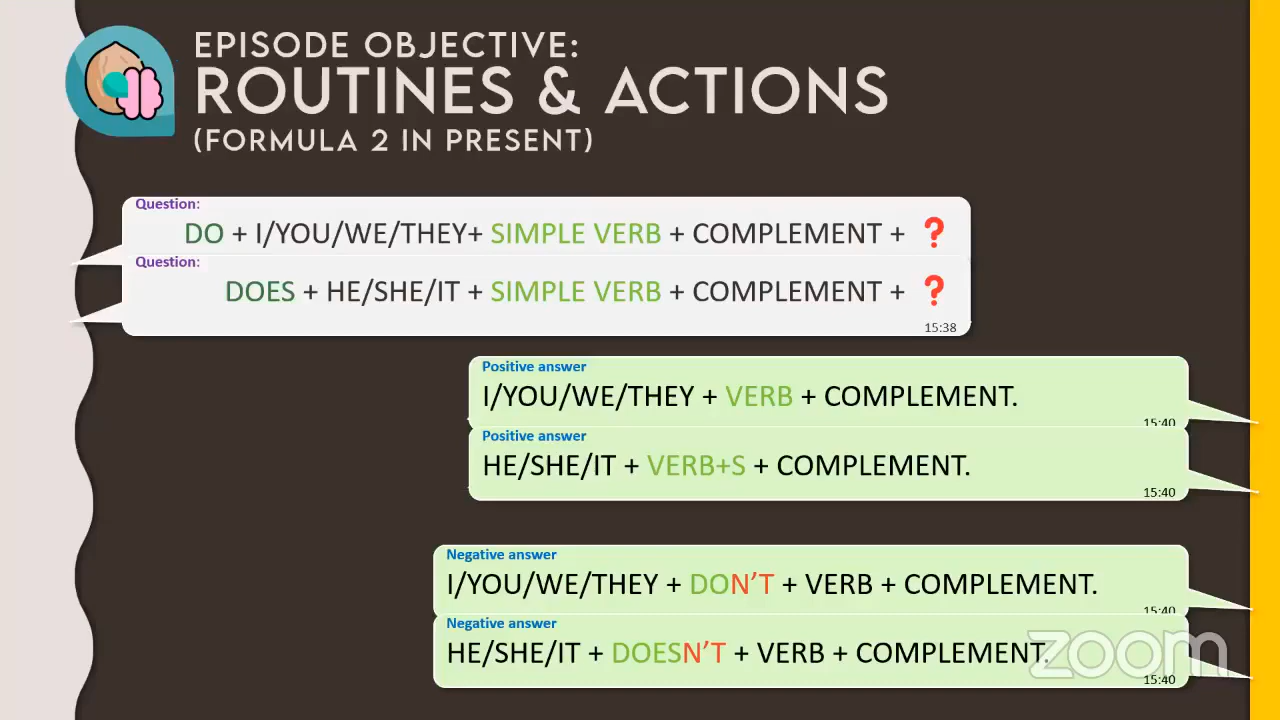 EPISODE OBJECTIVE:
ROUTINES & ACTIONS
(FORMULA 2 IN PRESENT)
Question:
DO + I/YOU/WE/THEY+ SIMPLE VERB + COMPLEMENT + ❓
Question:
DOES + HE/SHE/IT + SIMPLE VERB + COMPLEMENT + ❓
15:38
Positive answer
I/YOU/WE/THEY + VERB + COMPLEMENT.
15:40
Positive answer
HE/SHE/IT + VERB+S + COMPLEMENT.
15:40
Negative answer
I/YOU/WE/THEY + DON'T + VERB + COMPLEMENT.
15:40
Negative answer
HE/SHE/IT + DOESN'T + VERB + COMPLEMENT.
15:40
zoom